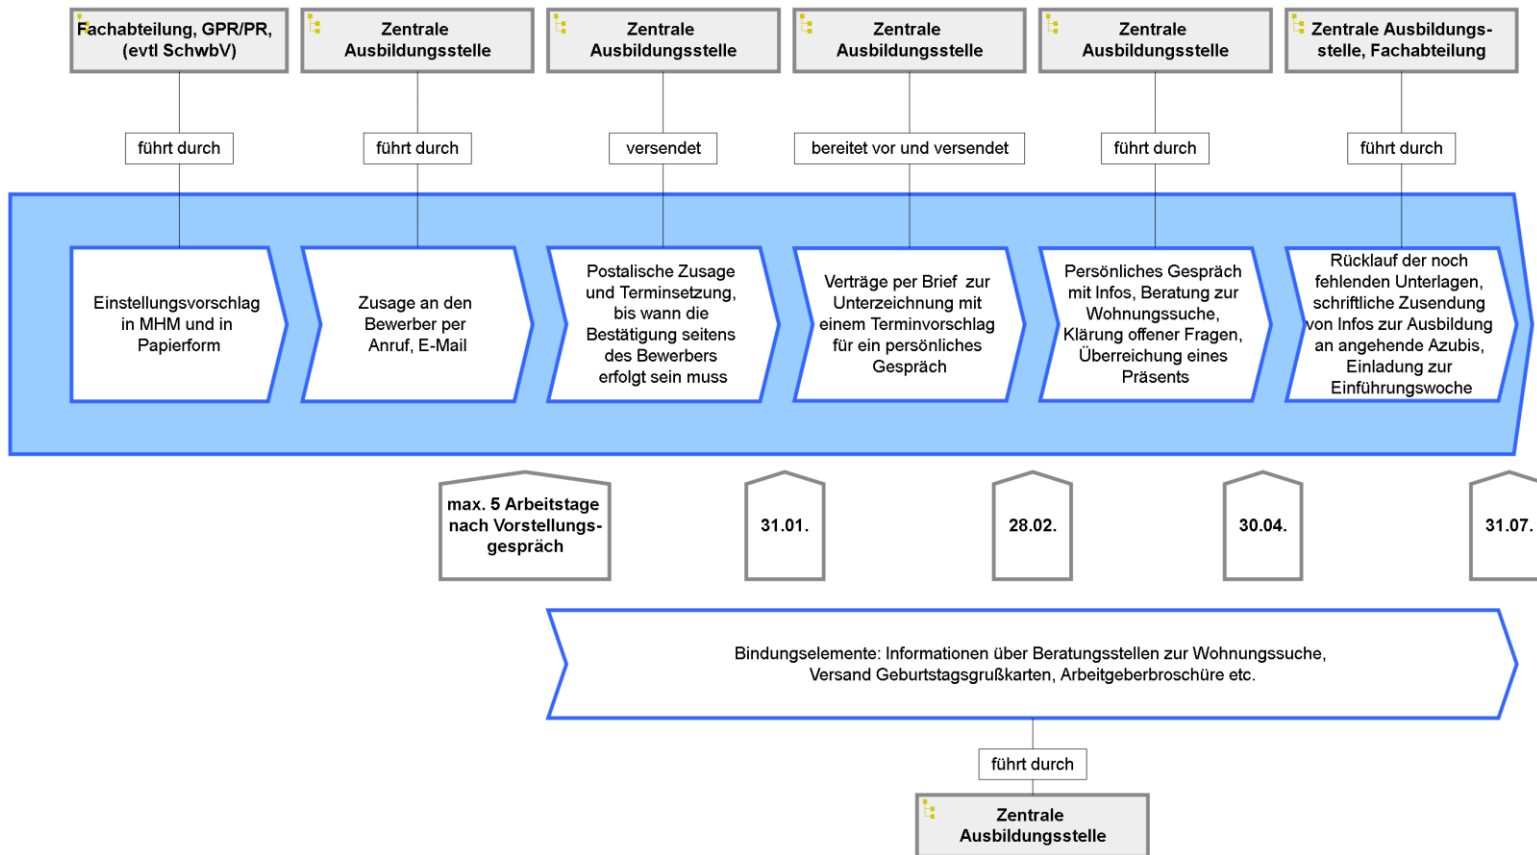 Fachabteilung, GPR/PR,
(evtl SchwbV)
Zentrale
Ausbildungsstelle
Zentrale
Ausbildungsstelle
Zentrale
Ausbildungsstelle
Zentrale
Ausbildungsstelle
Zentrale Ausbildungs-
stelle, Fachabteilung
führt durch
führt durch
versendet
bereitet vor und versendet
führt durch
führt durch
Einstellungsvorschlag
in MHM und in
Papierform
Zusage an den
Bewerber per
Anruf, E-Mail
Postalische Zusage
und Terminsetzung,
bis wann die
Bestätigung seitens
des Bewerbers
erfolgt sein muss
Verträge per Brief zur
Unterzeichnung mit
einem Terminvorschlag
für ein persönliches
Gespräch
Persönliches Gespräch
mit Infos, Beratung zur
Wohnungssuche,
Klärung offener Fragen,
Überreichung eines
Präsents
Rücklauf der noch
fehlenden Unterlagen,
schriftliche Zusendung
von Infos zur Ausbildung
an angehende Azubis,
Einladung zur
Einführungswoche
max. 5 Arbeitstage
nach Vorstellungs-
gespräch
31.01.
28.02.
30.04.
31.07.
Bindungselemente: Informationen über Beratungsstellen zur Wohnungssuche,
Versand Geburtstagsgrußkarten, Arbeitgeberbroschüre etc.
führt durch
Zentrale
Ausbildungsstelle